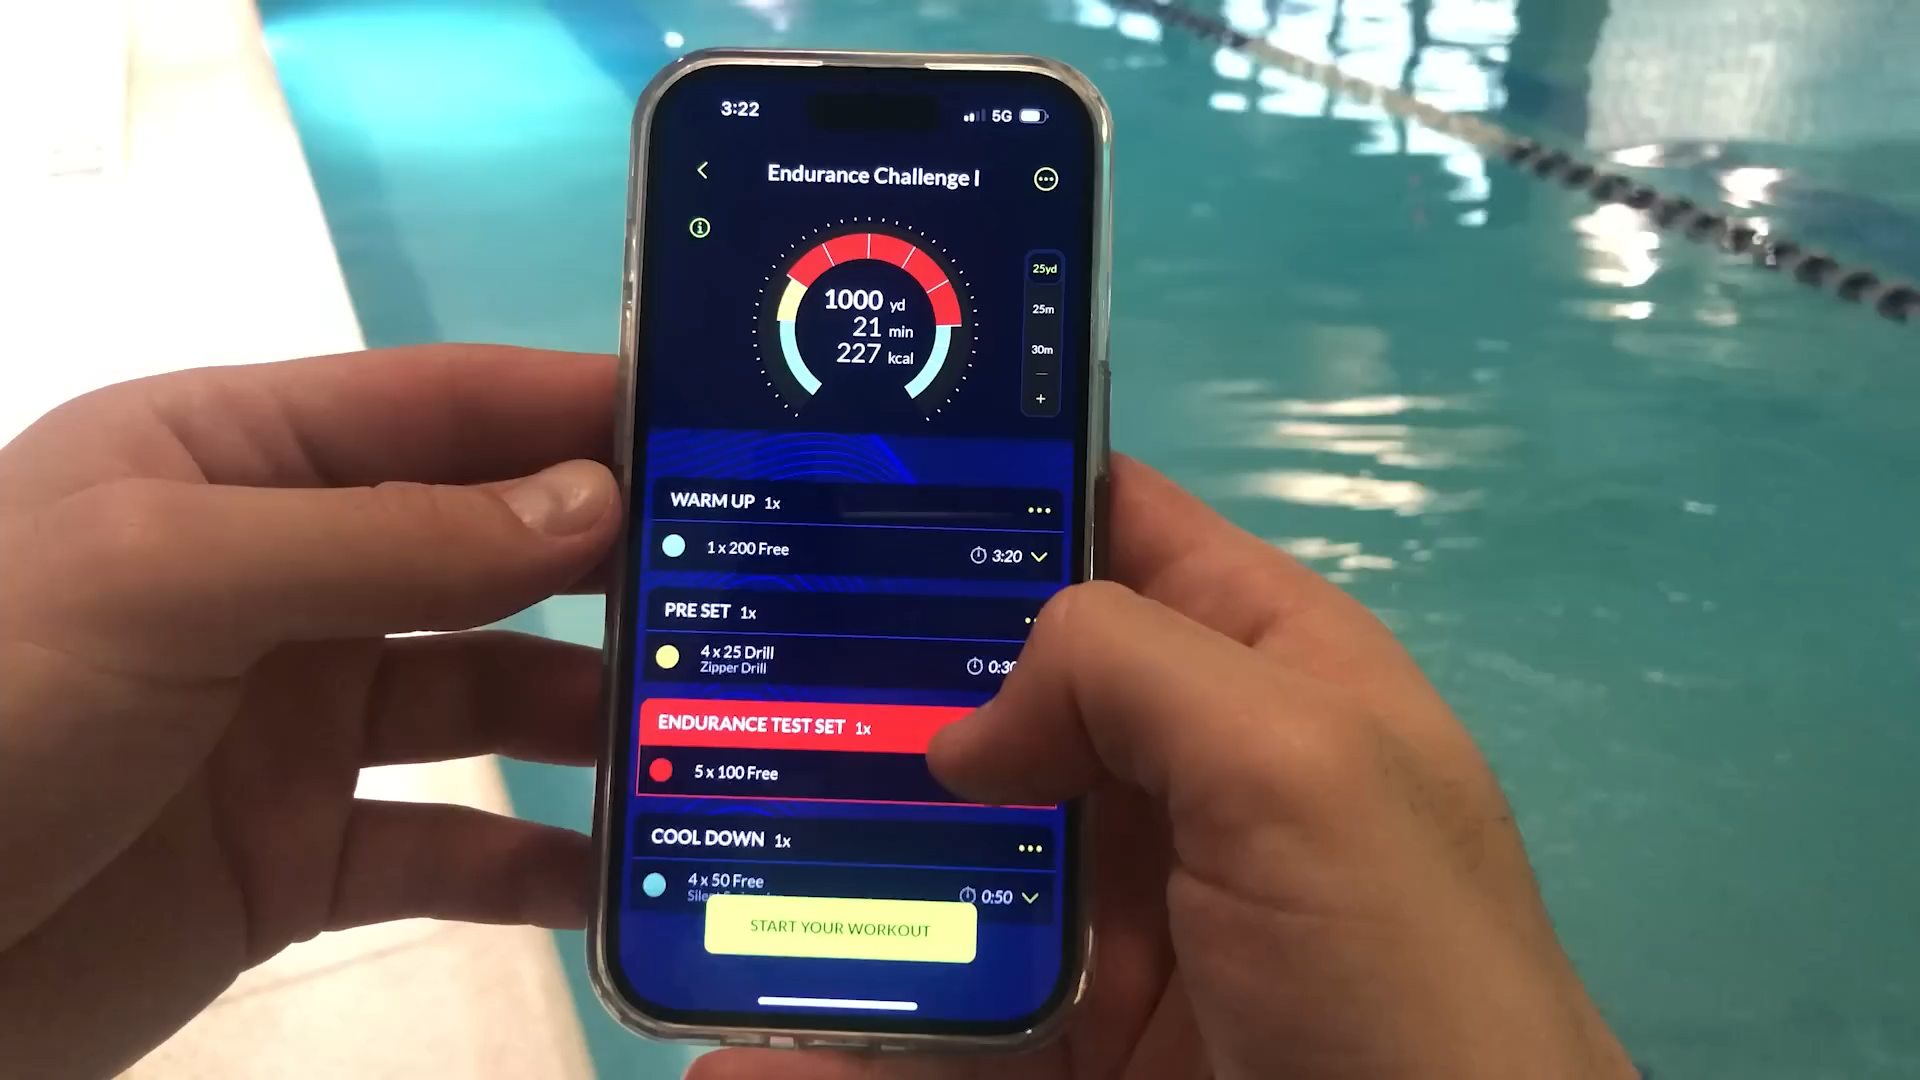 3:22
5G
Endurance Challenge I
25yd
25m
30m
+
1000 yd
21 min
227 kcal
WARM UP 1x
1 x 200 Free
3:20
PRE SET 1x
4 x 25 Drill
Zipper Drill
ENDURANCE TEST SET 1x
5 x 100 Free
COOL DOWN 1x
4 x 50 Free
0:50
START YOUR WORKOUT